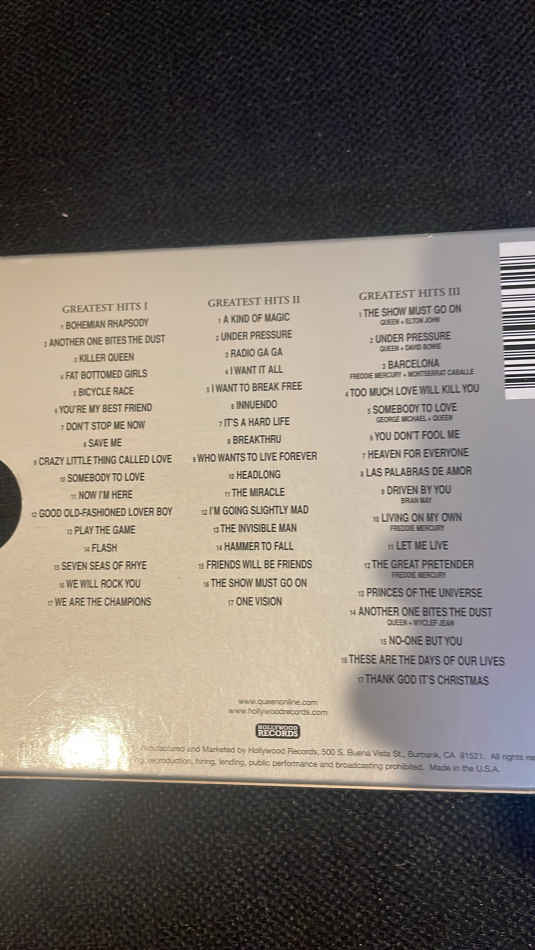 GREATEST HITS I
1 BOHEMIAN RHAPSODY
2 ANOTHER ONE BITES THE DUST
3 KILLER QUEEN
4 FAT BOTTOMED GIRLS
5 BICYCLE RACE
6 YOU'RE MY BEST FRIEND
7 DON'T STOP ME NOW
8 SAVE ME
9 CRAZY LITTLE THING CALLED LOVE
10 SOMEBODY TO LOVE
11 NOW I'M HERE
12 GOOD OLD-FASHIONED LOVER BOY
13 PLAY THE GAME
14 FLASH
15 SEVEN SEAS OF RHYE
16 WE WILL ROCK YOU
17 WE ARE THE CHAMPIONS
GREATEST HITS II
1 A KIND OF MAGIC
2 UNDER PRESSURE
3 RADIO GA GA
4 I WANT IT ALL
5 I WANT TO BREAK FREE
6 INNUENDO
7 IT'S A HARD LIFE
8 BREAKTHRU
9 WHO WANTS TO LIVE FOREVER
10 HEADLONG
11 THE MIRACLE
12 I'M GOING SLIGHTLY MAD
13 THE INVISIBLE MAN
14 HAMMER TO FALL
15 FRIENDS WILL BE FRIENDS
16 THE SHOW MUST GO ON
17 ONE VISION
GREATEST HITS III
1 THE SHOW MUST GO ON
QUEEN + ELTON JOHN
2 UNDER PRESSURE
QUEEN + DAVID BOWIE
3 BARCELONA
FREDDIE MERCURY + MONTSERRAT CABALLE
4 TOO MUCH LOVE WILL KILL YOU
5 SOMEBODY TO LOVE
GEORGE MICHAEL + QUEEN
6 YOU DON'T FOOL ME
7 HEAVEN FOR EVERYONE
8 LAS PALABRAS DE AMOR
9 DRIVEN BY YOU
BRIAN MAY
10 LIVING ON MY OWN
FREDDIE MERCURY
11 LET ME LIVE
12 THE GREAT PRETENDER
FREDDIE MERCURY
13 PRINCES OF THE UNIVERSE
14 ANOTHER ONE BITES THE DUST
QUEEN + WYCLEF JEAN
15 NO-ONE BUT YOU
16 THESE ARE THE DAYS OF OUR LIVES
17 THANK GOD IT'S CHRISTMAS
www.queenonline.com
www.hollywoodrecords.com
HOLLYWOOD
RECORDS
and Marketed by Hollywood Records, 500 S. Buena Vista St., Burbank, CA 91521. All rights
reproduction, hiring, lending, public performance and broadcasting prohibited. Made in the U.S.A.